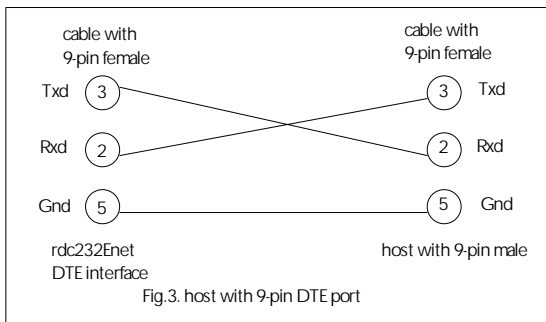 cable with
9-pin female
cable with
9-pin female
Txd 3 3 Txd
Rxd 2 2 Rxd
Gnd 5 5 Gnd
rdc232Enet
DTE interface
host with 9-pin male
Fig.3. host with 9-pin DTE port